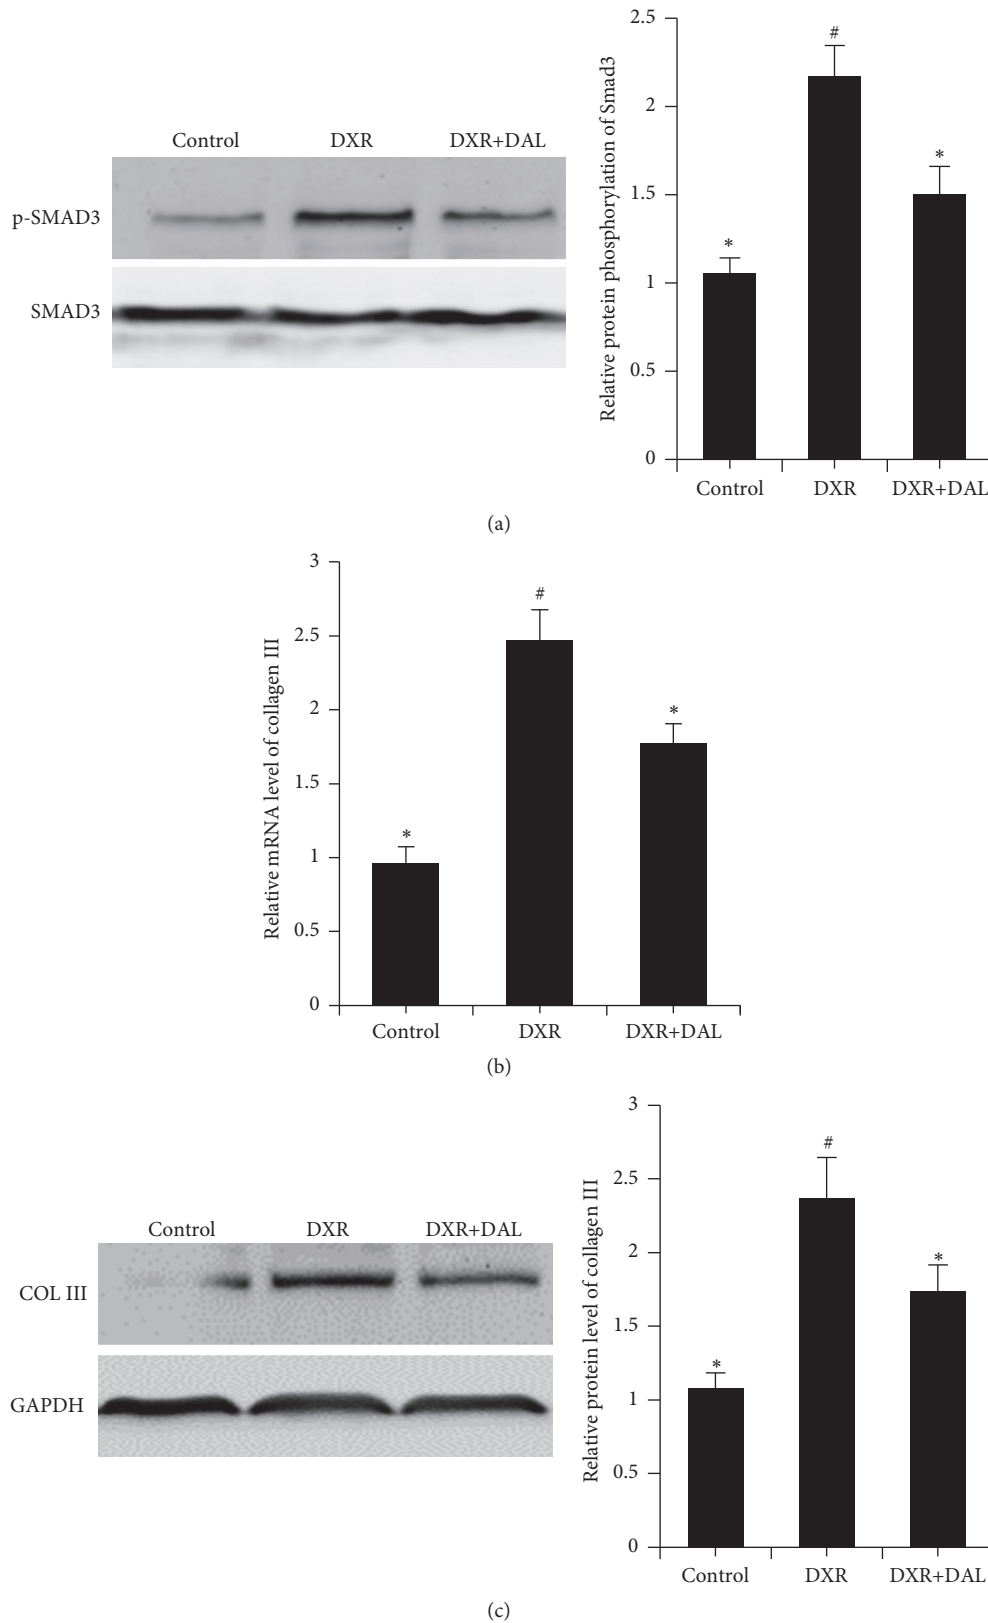 Control DXR DXR+DAL
p-SMAD3
SMAD3
Relative protein phosphorylation of Smad3
2.5
2
1.5
1
0.5
0
*
#
*
Control DXR DXR+DAL
(a)
Relative mRNA level of collagen III
3
2.5
2
1.5
1
0.5
0
*
#
*
Control DXR DXR+DAL
(b)
Control DXR DXR+DAL
COL III
GAPDH
Relative protein level of collagen III
3
2.5
2
1.5
1
0.5
0
*
#
*
Control DXR DXR+DAL
(c)